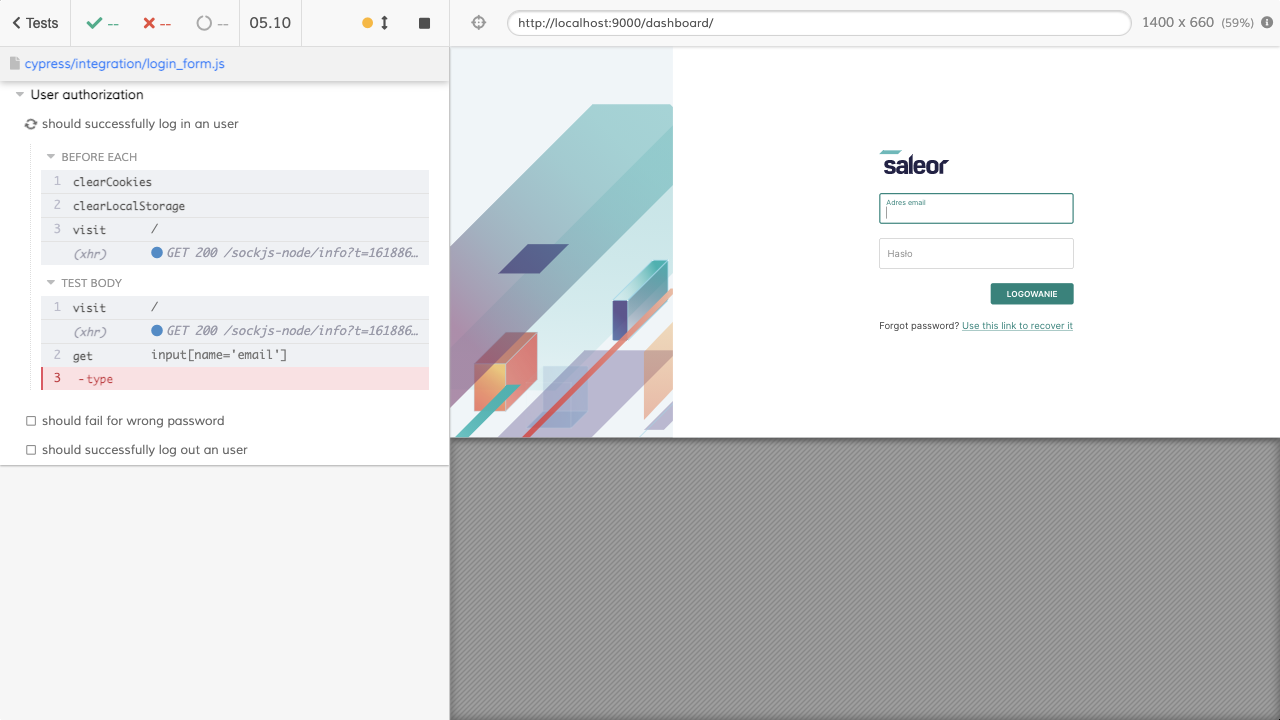 Tests
--
--
--
05.10
http://localhost:9000/dashboard/
1400 x 660 (59%)
cypress/integration/login_form.js
User authorization
should successfully log in an user
BEFORE EACH
1 clearCookies
2 clearLocalStorage
3 visit /
(xhr) GET 200 /sockjs-node/info?t=161886…
TEST BODY
1 visit /
(xhr) GET 200 /sockjs-node/info?t=161886…
2 get input[name='email']
3 -type
should fail for wrong password
should successfully log out an user
saleor
Adres email
Hasło
LOGOWANIE
Forgot password? Use this link to recover it